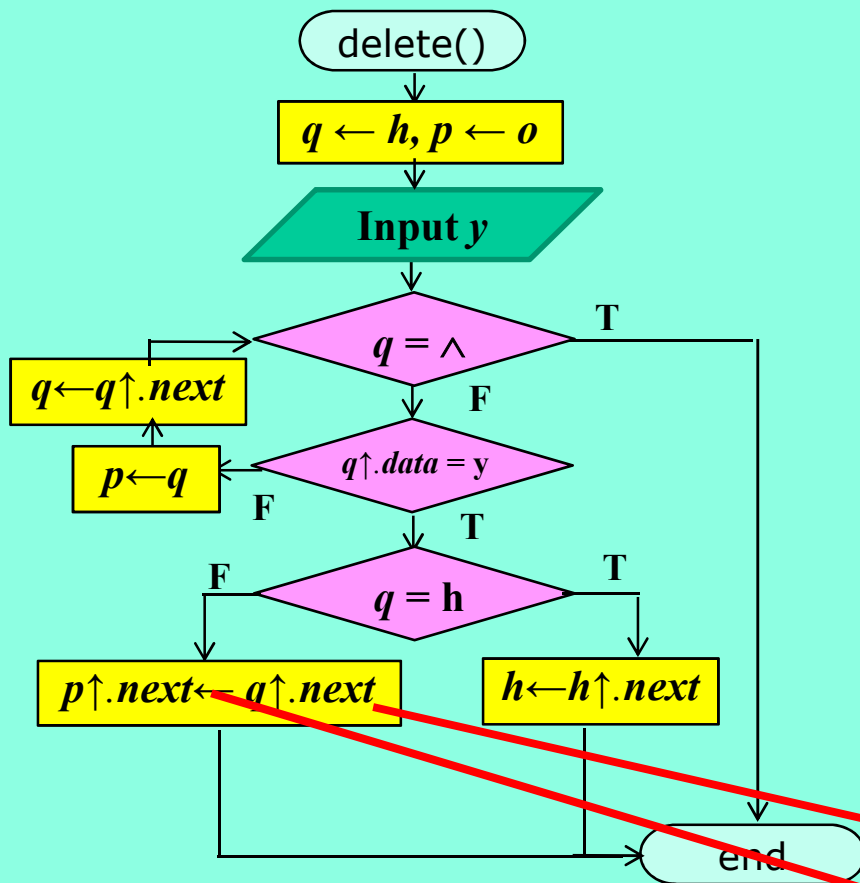 delete()
q ← h, p ← o
Input y
q = ∧
T
q←q↑.next
F
q↑.data = y
p←q
F
T
F
T
q = h
p↑.next← q↑.next
h←h↑.next
end